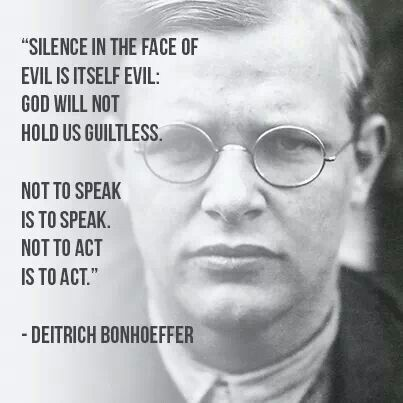 “SILENCE IN THE FACE OF
EVIL IS ITSELF EVIL:
GOD WILL NOT
HOLD US GUILTLESS.
NOT TO SPEAK
IS TO SPEAK.
NOT TO ACT
IS TO ACT.”
- DEITRICH BONHOEFFER